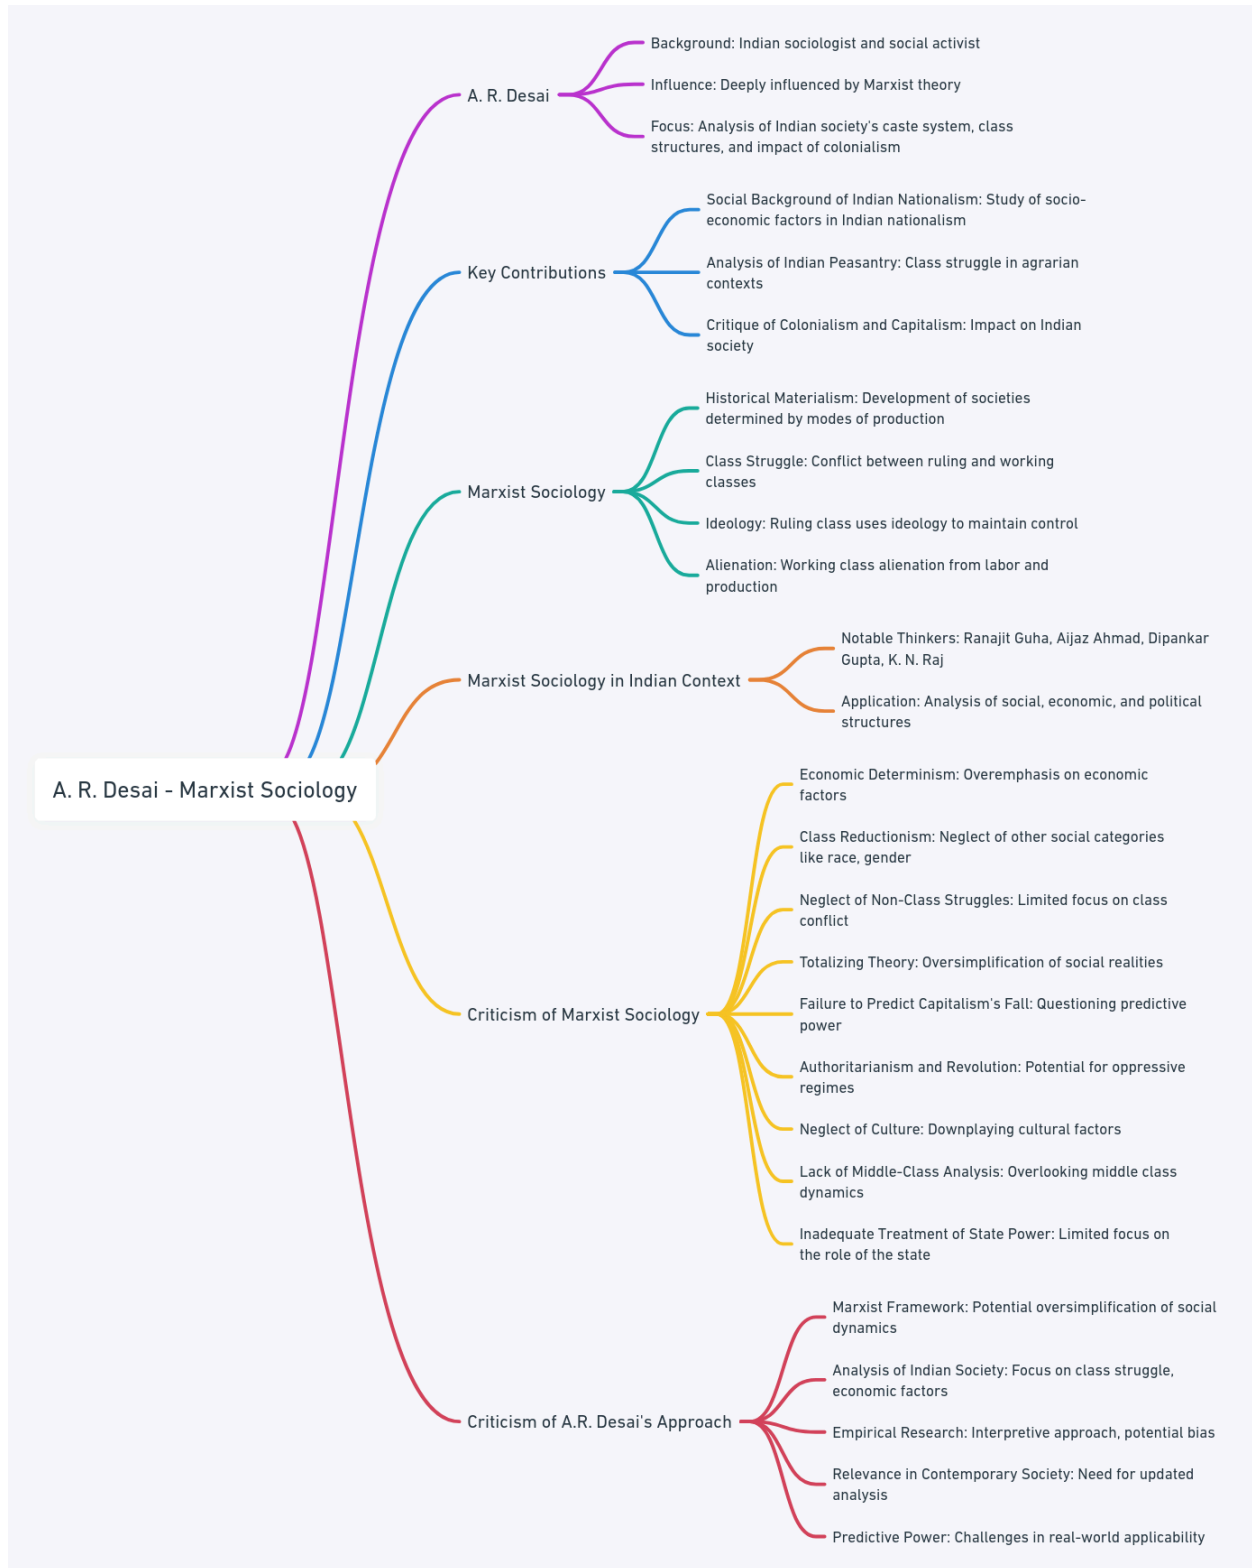 Background: Indian sociologist and social activist
Influence: Deeply influenced by Marxist theory
A. R. Desai
Focus: Analysis of Indian society's caste system, class
structures, and impact of colonialism
Social Background of Indian Nationalism: Study of socio-
economic factors in Indian nationalism
Key Contributions
Analysis of Indian Peasantry: Class struggle in agrarian
contexts
Critique of Colonialism and Capitalism: Impact on Indian
society
Historical Materialism: Development of societies
determined by modes of production
Class Struggle: Conflict between ruling and working
classes
Marxist Sociology
Ideology: Ruling class uses ideology to maintain control
Alienation: Working class alienation from labor and
production
Notable Thinkers: Ranajit Guha, Aijaz Ahmad, Dipankar
Gupta, K. N. Raj
Marxist Sociology in Indian Context
Application: Analysis of social, economic, and political
structures
A. R. Desai - Marxist Sociology
Economic Determinism: Overemphasis on economic
factors
Class Reductionism: Neglect of other social categories
like race, gender
Neglect of Non-Class Struggles: Limited focus on class
conflict
Totalizing Theory: Oversimplification of social realities
Criticism of Marxist Sociology
Failure to Predict Capitalism's Fall: Questioning predictive
power
Authoritarianism and Revolution: Potential for oppressive
regimes
Neglect of Culture: Downplaying cultural factors
Lack of Middle-Class Analysis: Overlooking middle class
dynamics
Inadequate Treatment of State Power: Limited focus on
the role of the state
Marxist Framework: Potential oversimplification of social
dynamics
Analysis of Indian Society: Focus on class struggle,
economic factors
Criticism of A.R. Desai's Approach
Empirical Research: Interpretive approach, potential bias
Relevance in Contemporary Society: Need for updated
analysis
Predictive Power: Challenges in real-world applicability